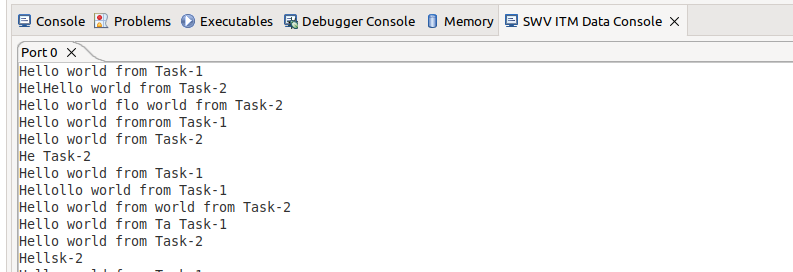 Console Problems Executables Debugger Console Memory SWV ITM Data Console
Port 0
Hello world from Task-1
HelHello world from Task-2
Hello world flo world from Task-2
Hello world fromrom Task-1
Hello world from Task-2
He Task-2
Hello world from Task-1
Hellollo world from Task-1
Hello world from world from Task-2
Hello world from Ta Task-1
Hello world from Task-2
Hellsk-2